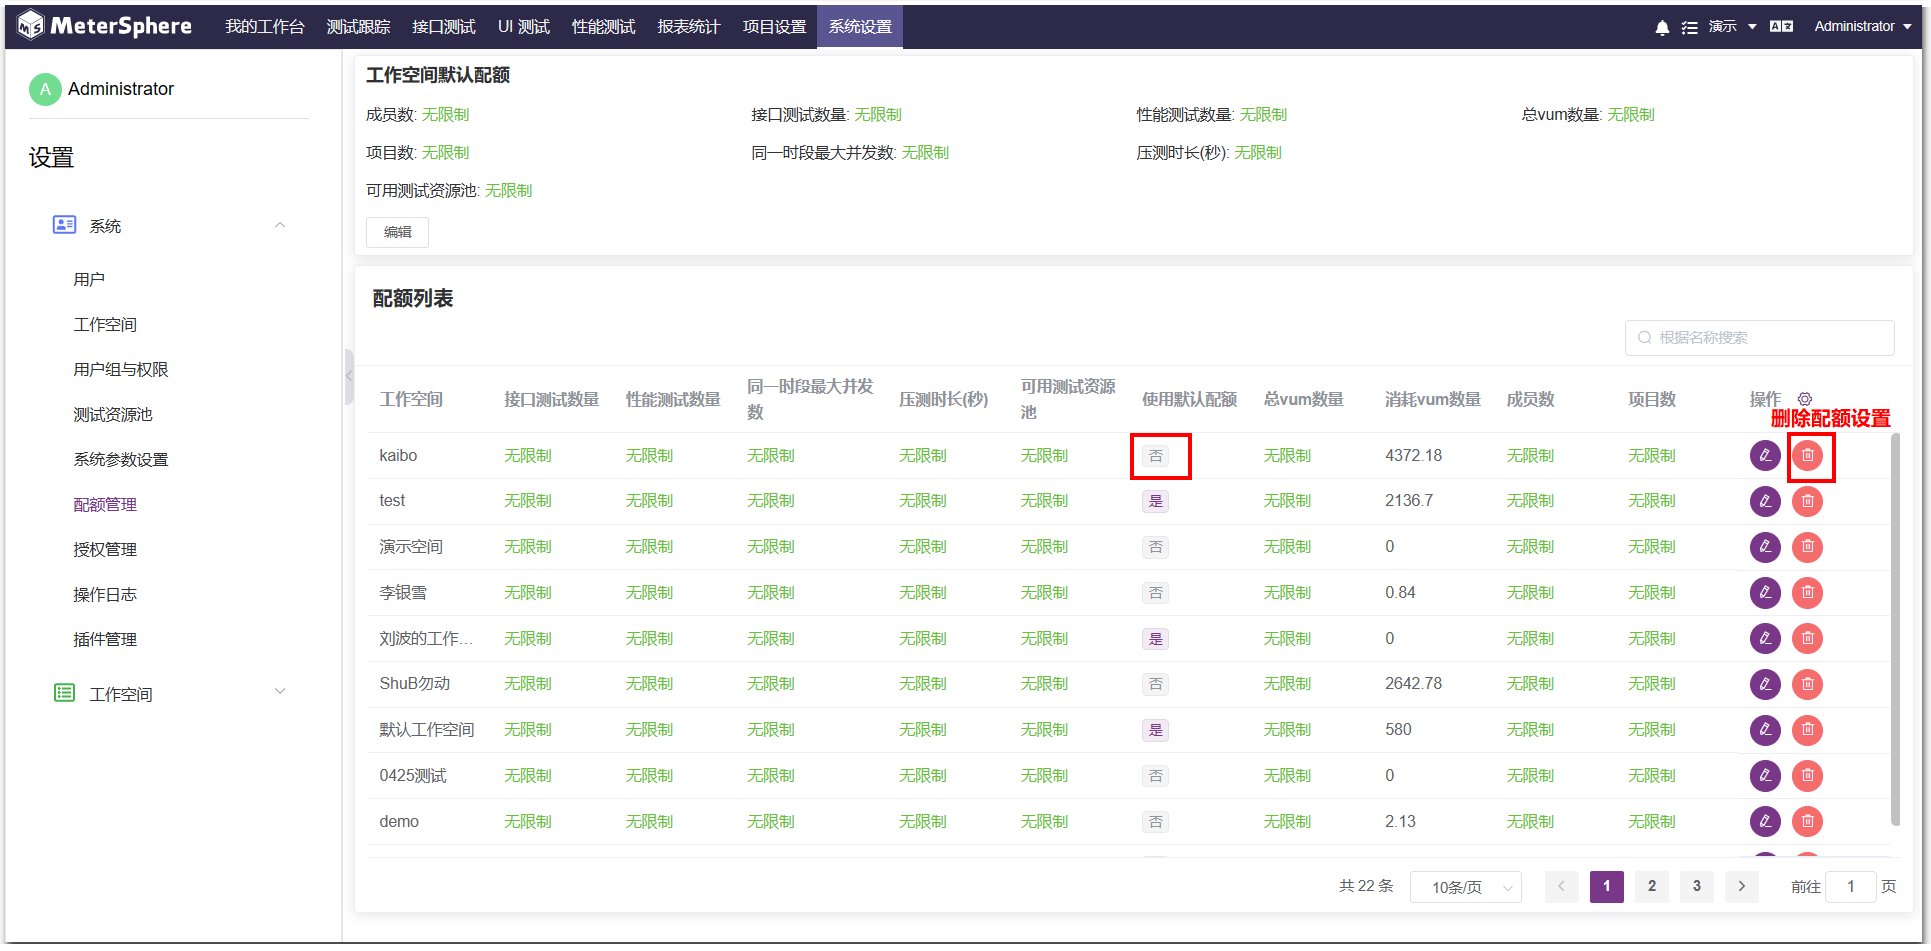 MeterSphere 我的工作台 测试跟踪 接口测试 UI 测试 性能测试 报表统计 项目设置 系统设置 演示 Administrator
A Administrator
设置
系统
用户
工作空间
用户组与权限
测试资源池
系统参数设置
配额管理
授权管理
操作日志
插件管理
工作空间
工作空间默认配额
成员数: 无限制 接口测试数量: 无限制 性能测试数量: 无限制 总vum数量: 无限制
项目数: 无限制 同一时段最大并发数: 无限制 压测时长(秒): 无限制
可用测试资源池: 无限制
编辑
配额列表
根据名称搜索
工作空间 接口测试数量 性能测试数量 同一时段最大并发数 压测时长(秒) 可用测试资源池 使用默认配额 总vum数量 消耗vum数量 成员数 项目数 操作
删除配额设置
kaibo 无限制 无限制 无限制 无限制 无限制 否 无限制 4372.18 无限制 无限制
test 无限制 无限制 无限制 无限制 无限制 是 无限制 2136.7 无限制 无限制
演示空间 无限制 无限制 无限制 无限制 无限制 否 无限制 0 无限制 无限制
李银雪 无限制 无限制 无限制 无限制 无限制 否 无限制 0.84 无限制 无限制
刘波的工作... 无限制 无限制 无限制 无限制 无限制 是 无限制 0 无限制 无限制
ShuB勿动 无限制 无限制 无限制 无限制 无限制 否 无限制 2642.78 无限制 无限制
默认工作空间 无限制 无限制 无限制 无限制 无限制 是 无限制 580 无限制 无限制
0425测试 无限制 无限制 无限制 无限制 无限制 否 无限制 0 无限制 无限制
demo 无限制 无限制 无限制 无限制 无限制 否 无限制 2.13 无限制 无限制
共 22 条 10条/页 1 2 3 前往 1 页